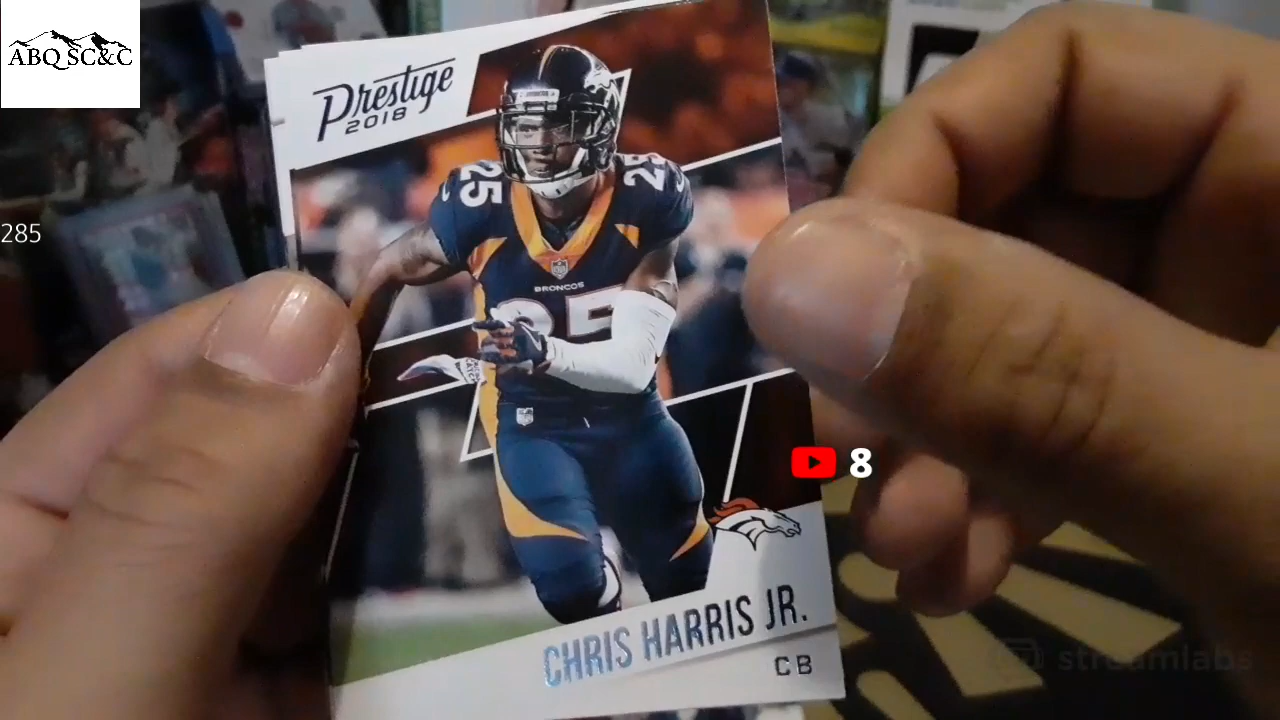 ABQ SC&C
Prestige
2018
25
25
BRONCOS
25
285
8
CHRIS HARRIS JR.
CB
streamlabs